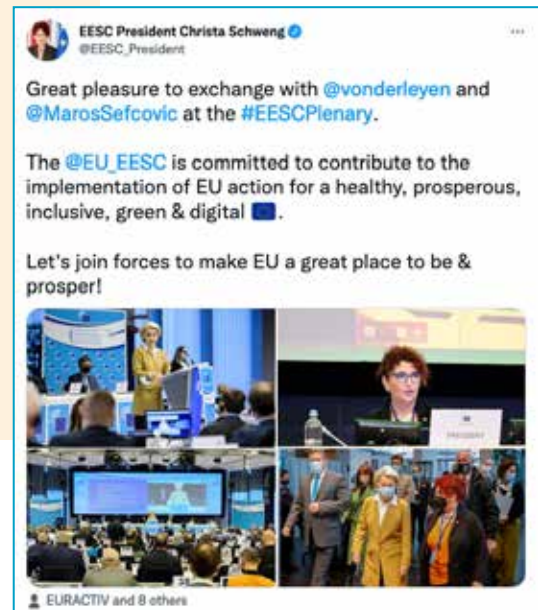 EESC President Christa Schweng
@EESC_President
Great pleasure to exchange with @vonderleyen and
@MarosSefcovic at the #EESCPlenary.
The @EU_EESC is committed to contribute to the
implementation of EU action for a healthy, prosperous,
inclusive, green & digital 🇪🇺.
Let's join forces to make EU a great place to be &
prosper!
PRESIDENT
EURACTIV and 8 others